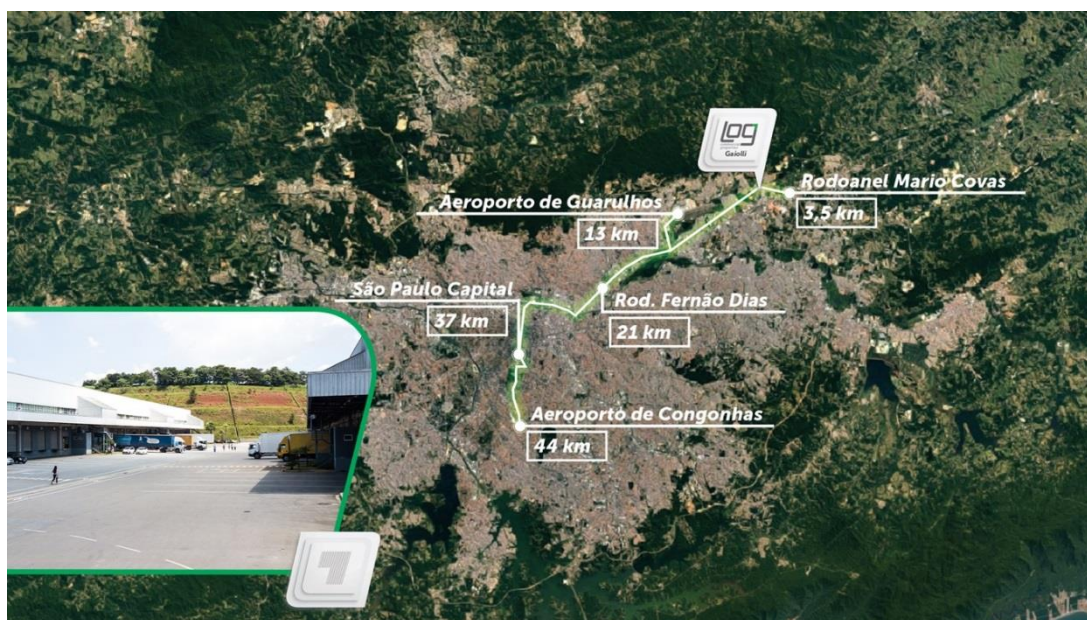 Log
Gaiolli
Rodoanel Mario Covas
3,5 km
Aeroporto de Guarulhos
13 km
São Paulo Capital
37 km
Rod. Fernão Dias
21 km
Aeroporto de Congonhas
44 km